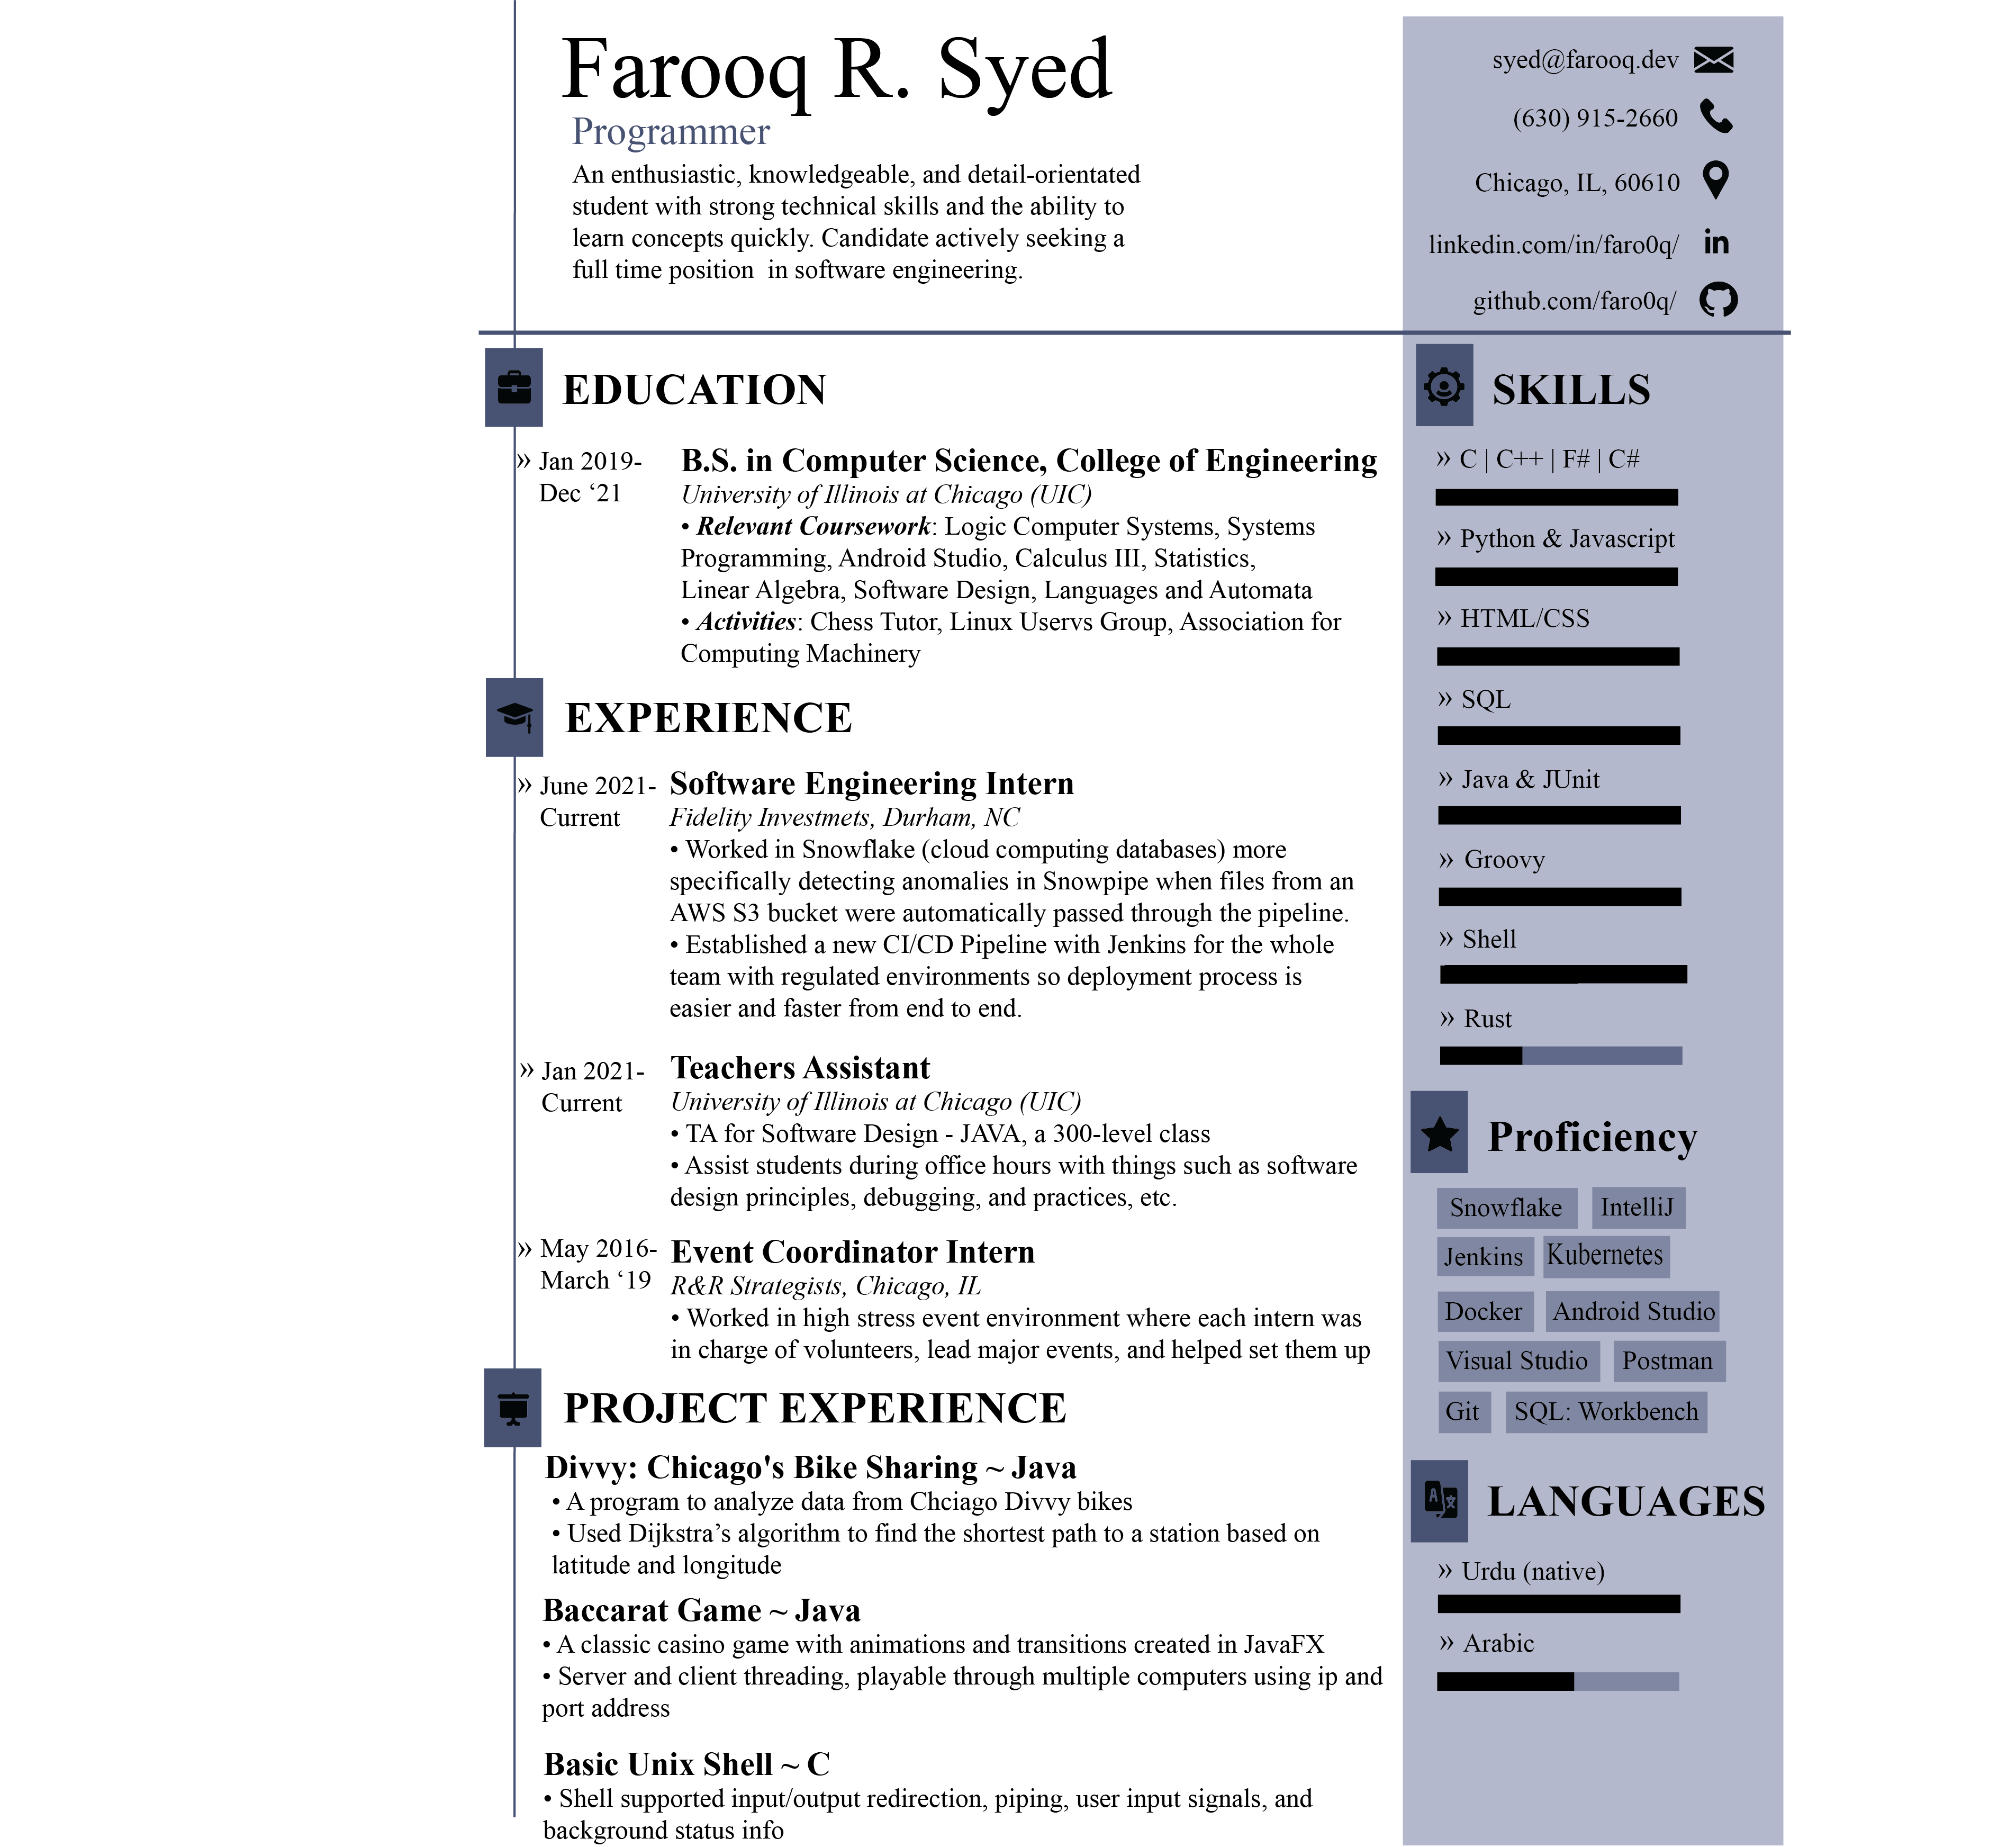 Farooq R. Syed
Programmer
An enthusiastic, knowledgeable, and detail-orientated
student with strong technical skills and the ability to
learn concepts quickly. Candidate actively seeking a
full time position  in software engineering.
syed@farooq.dev
(630) 915-2660
Chicago, IL, 60610
linkedin.com/in/faro0q/
in
github.com/faro0q/
EDUCATION
» Jan 2019-
Dec ‘21
B.S. in Computer Science, College of Engineering
University of Illinois at Chicago (UIC)
• Relevant Coursework: Logic Computer Systems, Systems
Programming, Android Studio, Calculus III, Statistics,
Linear Algebra, Software Design, Languages and Automata
• Activities: Chess Tutor, Linux Uservs Group, Association for
Computing Machinery
EXPERIENCE
» June 2021-
Current
Software Engineering Intern
Fidelity Investmets, Durham, NC
• Worked in Snowflake (cloud computing databases) more
specifically detecting anomalies in Snowpipe when files from an
AWS S3 bucket were automatically passed through the pipeline.
• Established a new CI/CD Pipeline with Jenkins for the whole
team with regulated environments so deployment process is
easier and faster from end to end.
» Jan 2021-
Current
Teachers Assistant
University of Illinois at Chicago (UIC)
• TA for Software Design - JAVA, a 300-level class
• Assist students during office hours with things such as software
design principles, debugging, and practices, etc.
» May 2016-
March ‘19
Event Coordinator Intern
R&R Strategists, Chicago, IL
• Worked in high stress event environment where each intern was
in charge of volunteers, lead major events, and helped set them up
PROJECT EXPERIENCE
Divvy: Chicago's Bike Sharing ~ Java
• A program to analyze data from Chciago Divvy bikes
• Used Dijkstra’s algorithm to find the shortest path to a station based on
latitude and longitude
Baccarat Game ~ Java
• A classic casino game with animations and transitions created in JavaFX
• Server and client threading, playable through multiple computers using ip and
port address
Basic Unix Shell ~ C
• Shell supported input/output redirection, piping, user input signals, and
background status info
SKILLS
» C | C++ | F# | C#
» Python & Javascript
» HTML/CSS
» SQL
» Java & JUnit
» Groovy
» Shell
» Rust
Proficiency
Snowflake IntelliJ
Jenkins Kubernetes
Docker Android Studio
Visual Studio Postman
Git SQL: Workbench
LANGUAGES
» Urdu (native)
» Arabic